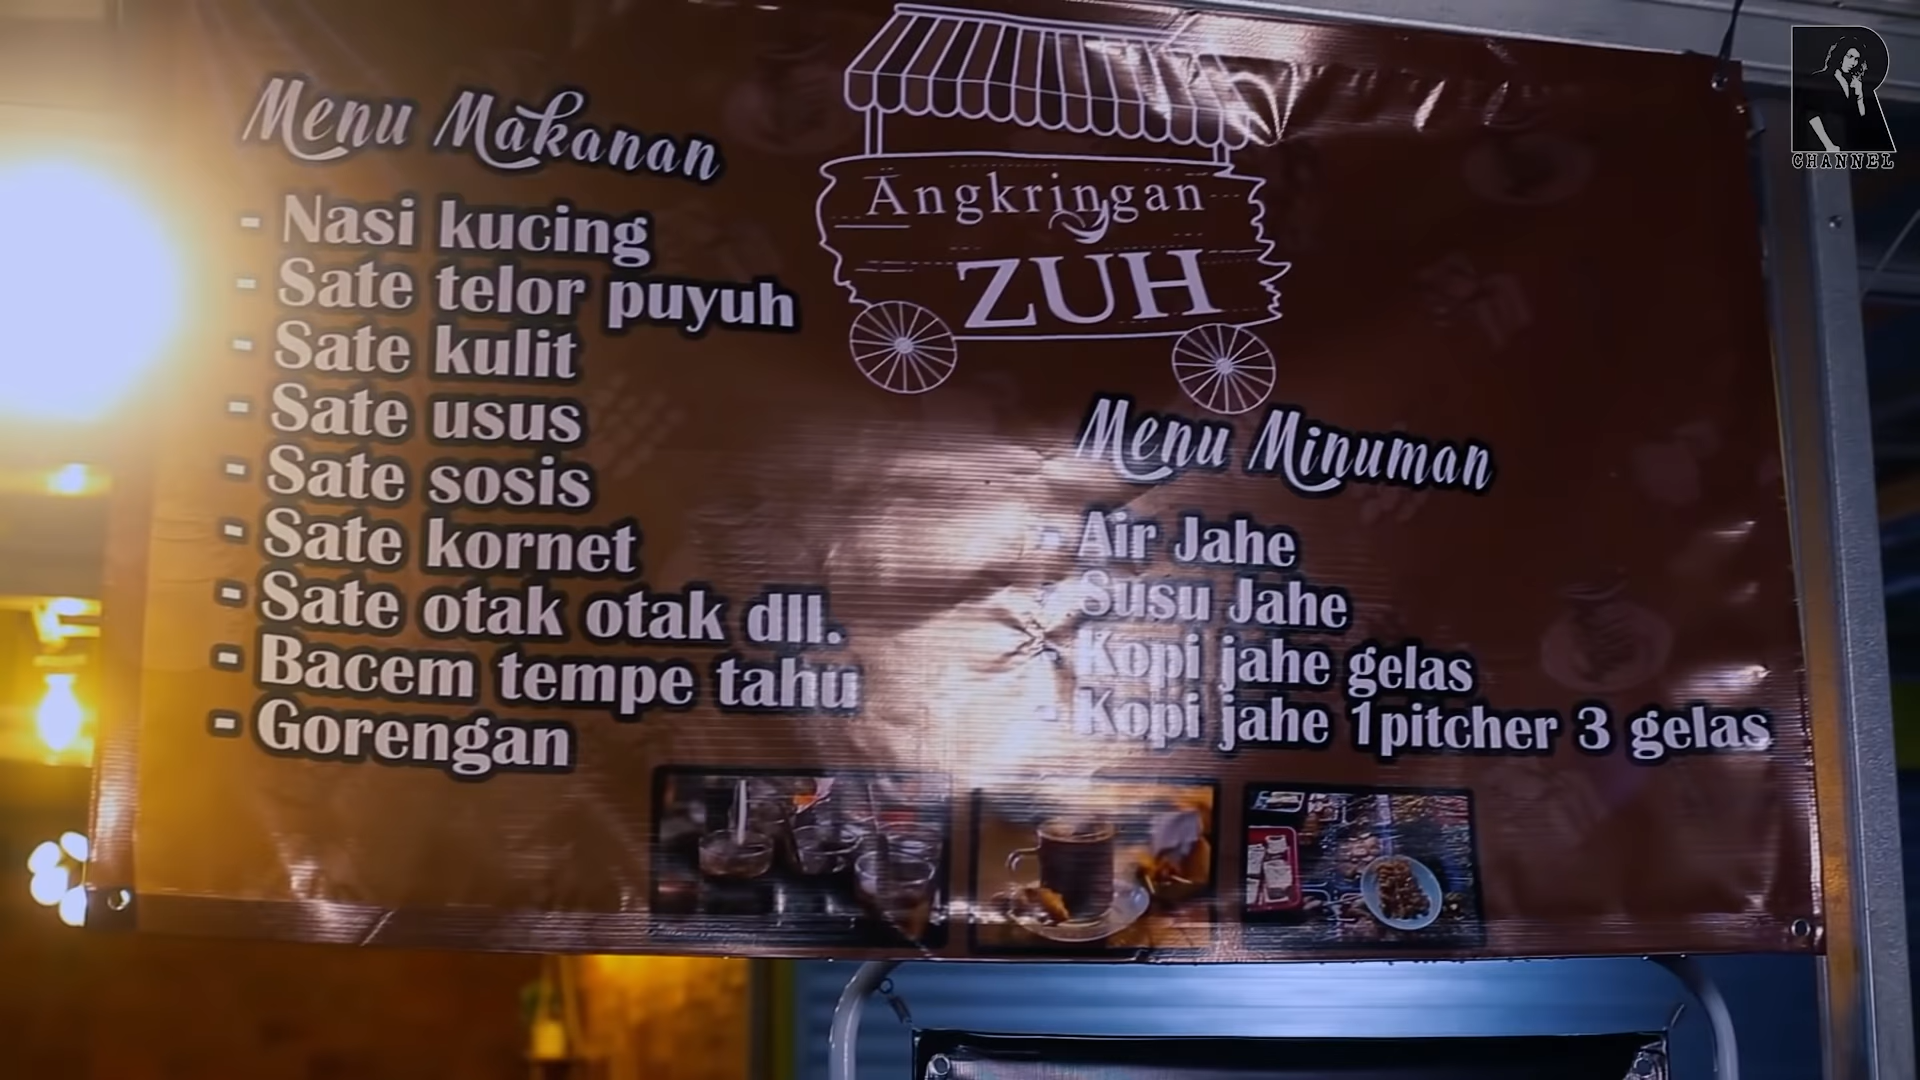 Menu Makanan
- Nasi kucing
- Sate telor puyuh
- Sate kulit
- Sate usus
- Sate sosis
- Sate kornet
- Sate otak otak dll.
- Bacem tempe tahu
- Gorengan
Angkringan
ZUH
Menu Minuman
- Air Jahe
- Susu Jahe
- Kopi jahe gelas
- Kopi jahe 1pitcher 3 gelas
R
CHANNEL